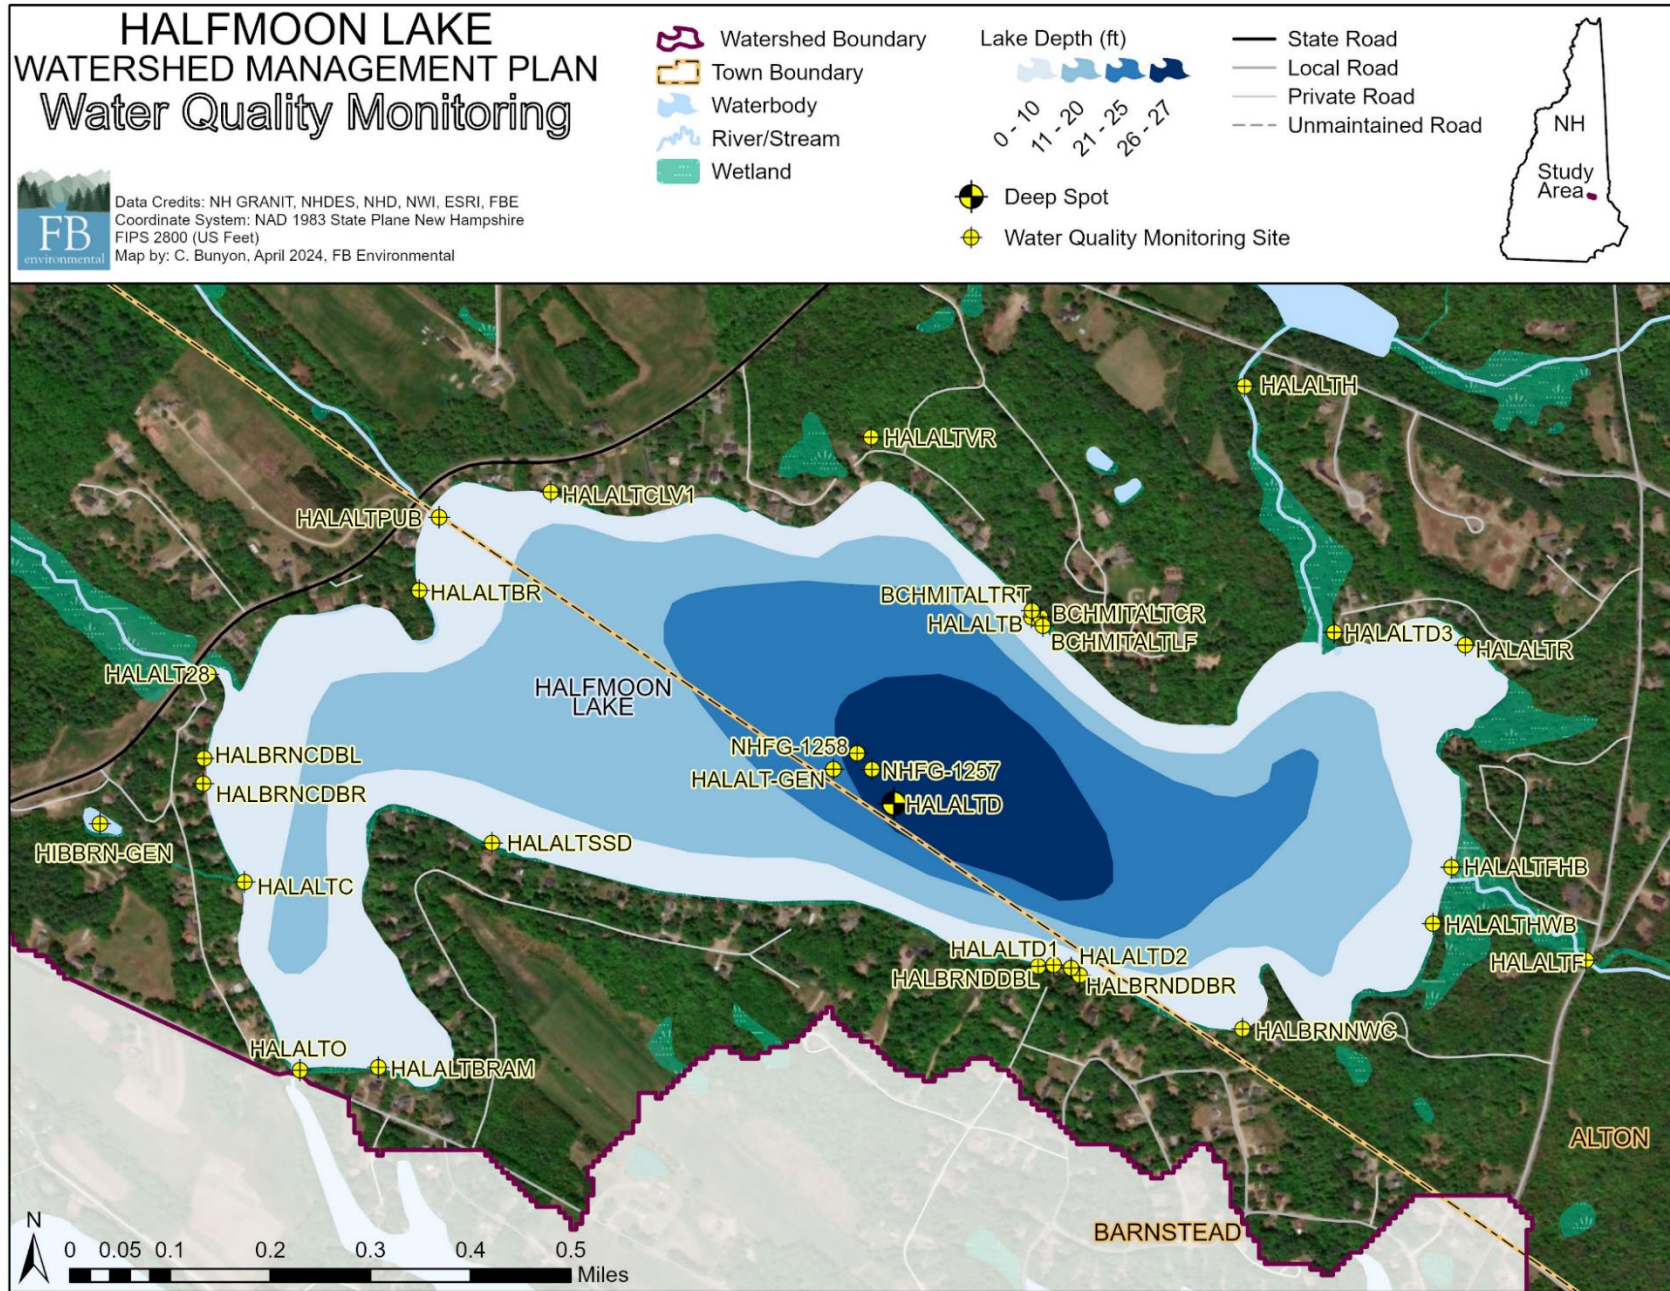 HALFMOON LAKE
WATERSHED MANAGEMENT PLAN
Water Quality Monitoring
FB
environmental
Data Credits: NH GRANIT, NHDES, NHD, NWI, ESRI, FBE
Coordinate System: NAD 1983 State Plane New Hampshire
FIPS 2800 (US Feet)
Map by: C. Bunyon, April 2024, FB Environmental
Watershed Boundary
Town Boundary
Waterbody
River/Stream
Wetland
Lake Depth (ft)
0 - 10
11 - 20
21 - 25
26 - 27
Deep Spot
Water Quality Monitoring Site
State Road
Local Road
Private Road
Unmaintained Road
NH
Study
Area
HALALTH
HALALTVR
HALALTCLV1
HALALTPUB
HALALTBR
BCHMITALTRT
BCHMITALTCR
HALALTB
BCHMITALTLF
HALALTD3
HALALTR
HALALT28
HALFMOON
LAKE
NHFG-1258
HALBRNCDBL
HALALT-GEN
NHFG-1257
HALBRNCDBR
HALALTD
HALALTSSD
HIBBRN-GEN
HALALTFHB
HALALTC
HALALTHWB
HALALTD1
HALALTD2
HALALTF
HALBRNDDBL
HALBRNDDBR
HALBRNNWC
HALALTO
HALALTBRAM
ALTON
BARNSTEAD
N
0 0.05 0.1 0.2 0.3 0.4 0.5
Miles